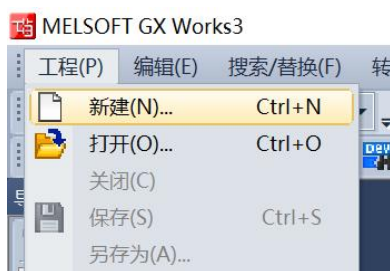 MELSOFT GX Works3
工程(P) 编辑(E) 搜索/替换(F) 转
新建(N)... Ctrl+N
打开(O)... Ctrl+O
关闭(C)
保存(S) Ctrl+S
另存为(A)...